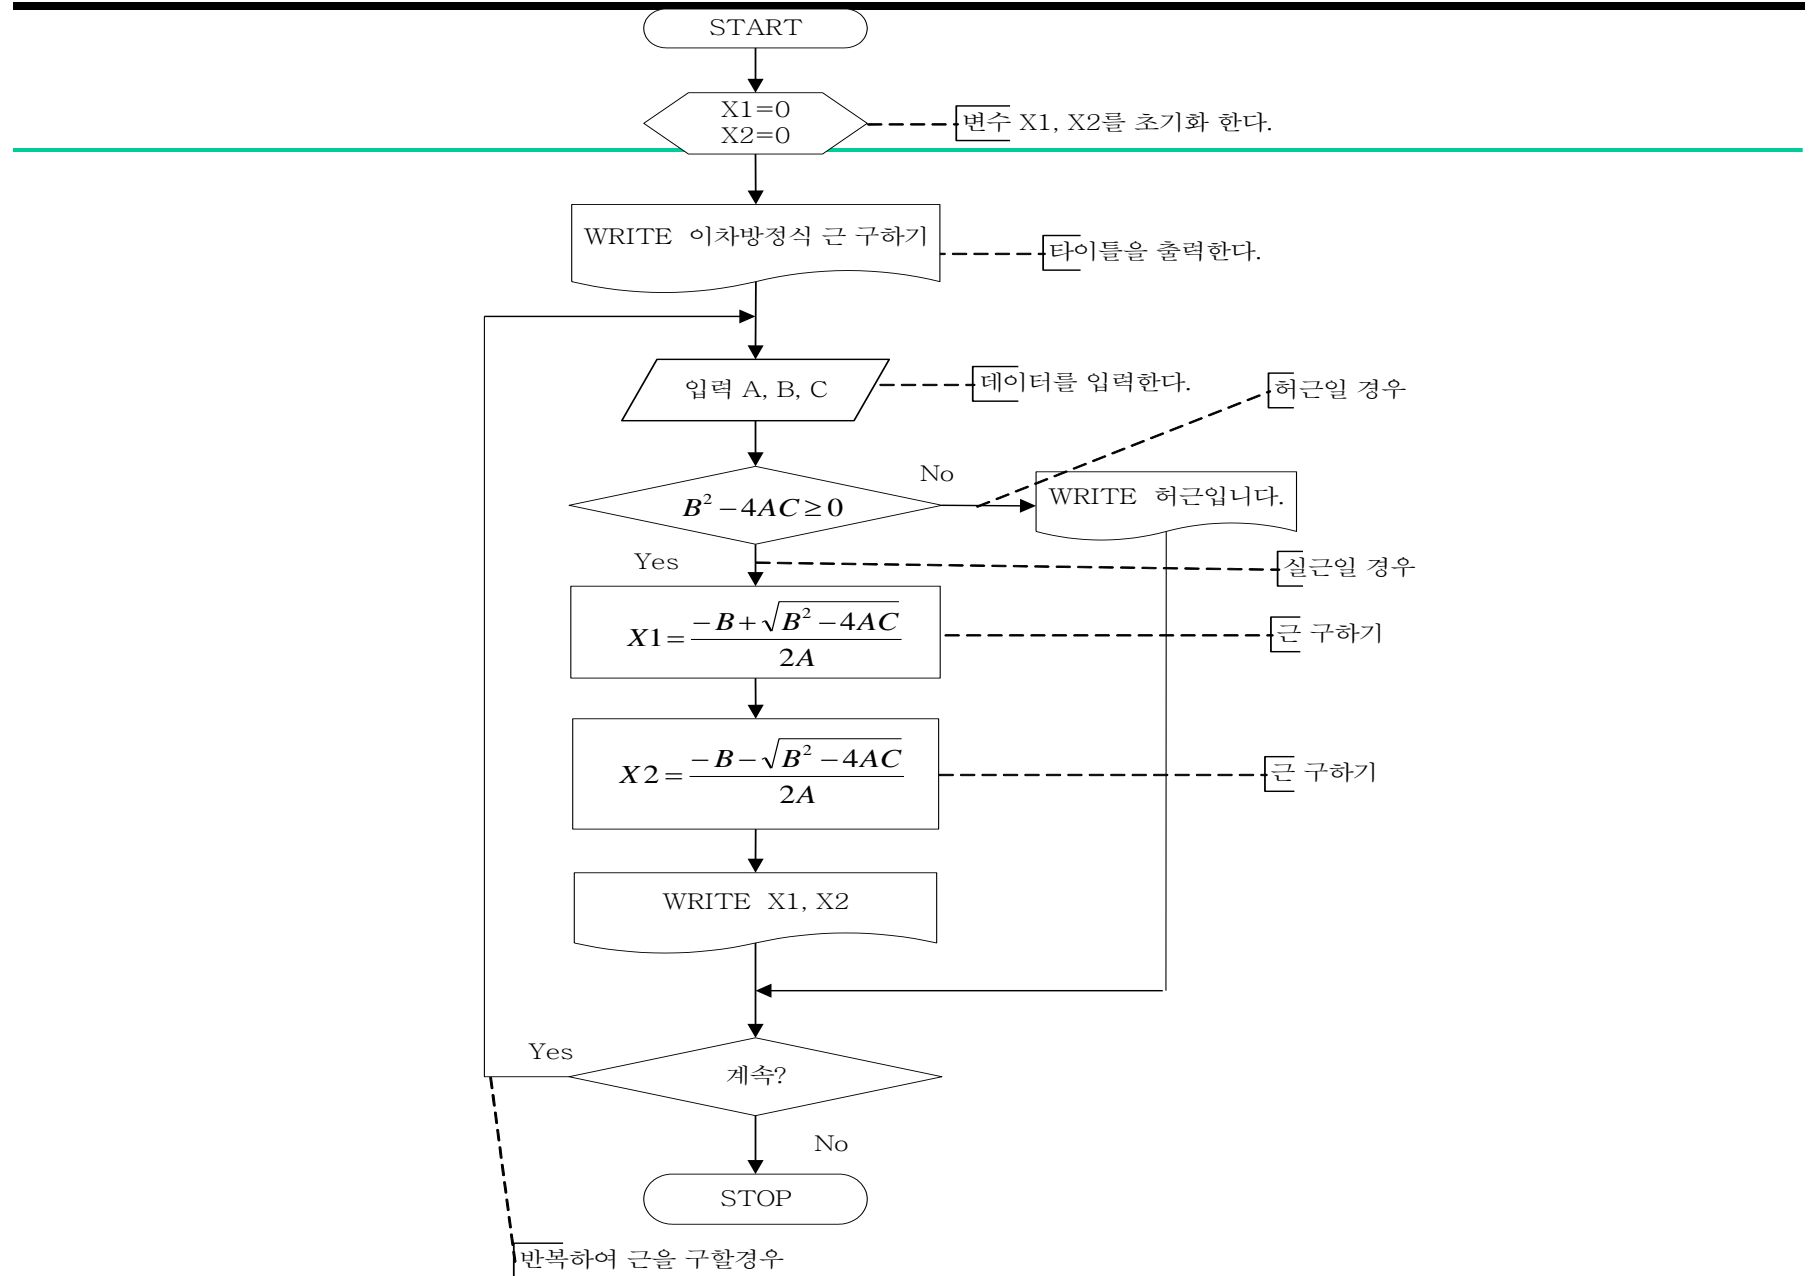 START
X1=0
X2=0
변수 X1, X2를 초기화 한다.
WRITE 이차방정식 근 구하기
타이틀을 출력한다.
입력 A, B, C
데이터를 입력한다.
허근일 경우
No
B² − 4AC ≥ 0
WRITE 허근입니다.
Yes
실근일 경우
X1 = (−B + √(B² − 4AC)) / 2A
근 구하기
X2 = (−B − √(B² − 4AC)) / 2A
근 구하기
WRITE X1, X2
Yes
계속?
No
STOP
반복하여 근을 구할경우